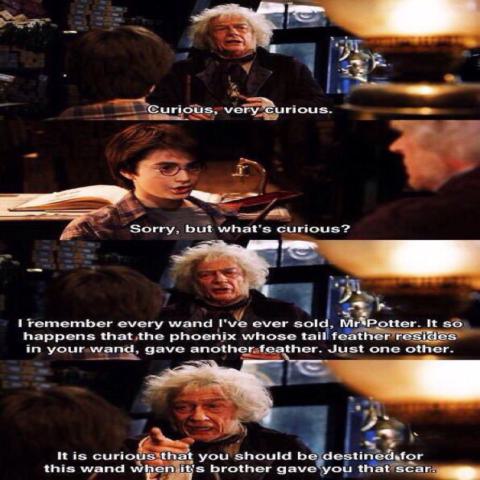 Curious, very curious.
Sorry, but what's curious?
I remember every wand I've ever sold, Mr. Potter. It so
happens that the phoenix whose tail feather resides
in your wand, gave another feather. Just one other.
It is curious that you should be destined for
this wand when it's brother gave you that scar.